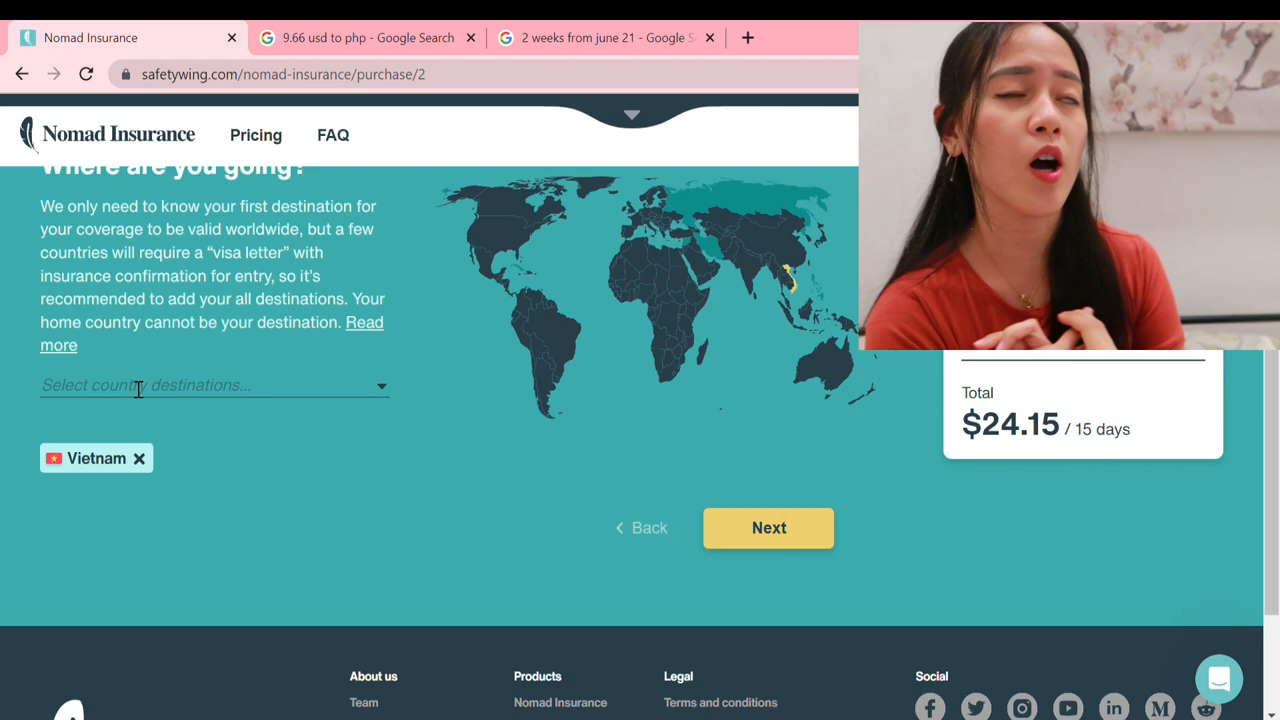 Nomad Insurance
9.66 usd to php - Google Search
2 weeks from june 21 - Google S
safetywing.com/nomad-insurance/purchase/2
Nomad Insurance
Pricing
FAQ
Where are you going?
We only need to know your first destination for
your coverage to be valid worldwide, but a few
countries will require a “visa letter” with
insurance confirmation for entry, so it's
recommended to add your all destinations. Your
home country cannot be your destination. Read
more
Select country destinations...
Vietnam
Total
$24.15 / 15 days
Back
Next
About us
Team
Products
Nomad Insurance
Legal
Terms and conditions
Social